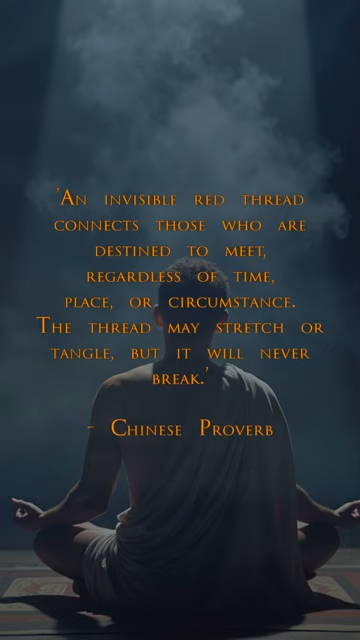 'An invisible red thread
connects those who are
destined to meet,
regardless of time,
place, or circumstance.
The thread may stretch or
tangle, but it will never
break.'
- Chinese Proverb